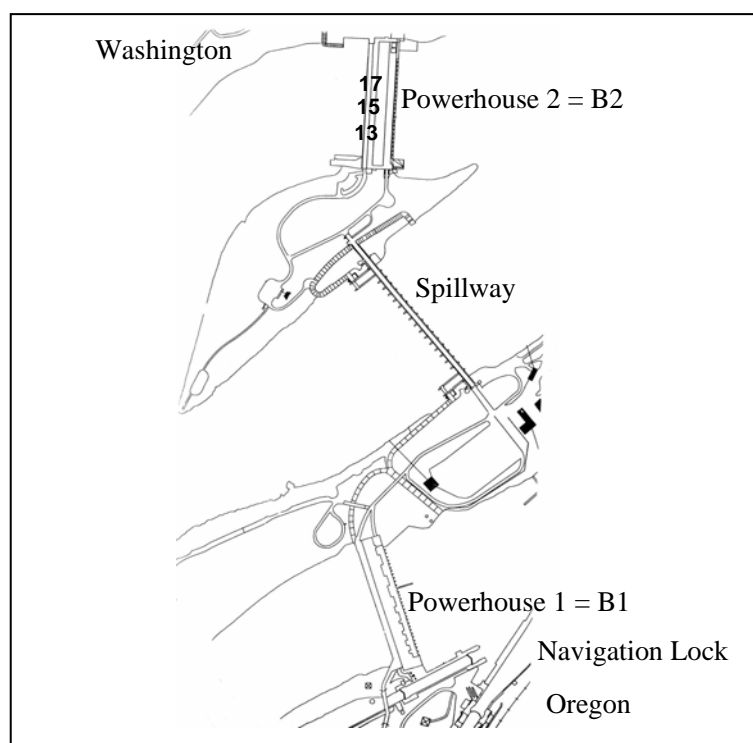 Washington
17
Powerhouse 2 = B2
15
13
Spillway
Powerhouse 1 = B1
Navigation Lock
Oregon